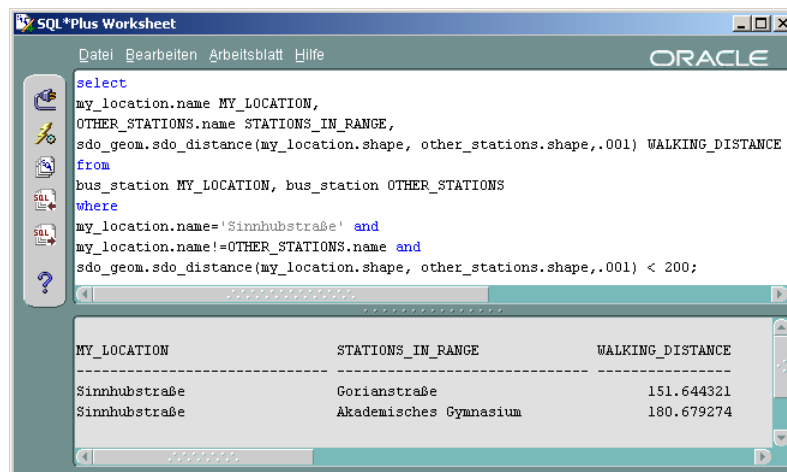 SQL*Plus Worksheet
Datei Bearbeiten Arbeitsblatt Hilfe
ORACLE
select
my_location.name MY_LOCATION,
OTHER_STATIONS.name STATIONS_IN_RANGE,
sdo_geom.sdo_distance(my_location.shape, other_stations.shape,.001) WALKING_DISTANCE
from
bus_station MY_LOCATION, bus_station OTHER_STATIONS
where
my_location.name='Sinnhubstraße' and
my_location.name!=OTHER_STATIONS.name and
sdo_geom.sdo_distance(my_location.shape, other_stations.shape,.001) < 200;
SQL
SQL
?
MY_LOCATION STATIONS_IN_RANGE WALKING_DISTANCE
------------------------------ ------------------------------ ----------------
Sinnhubstraße Gorianstraße 151.644321
Sinnhubstraße Akademisches Gymnasium 180.679274